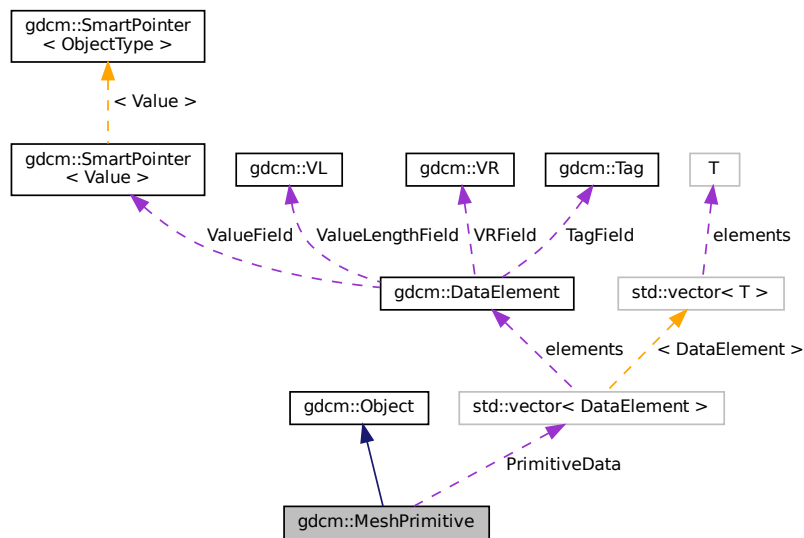 gdcm::SmartPointer
< ObjectType >
< Value >
gdcm::SmartPointer
< Value >
gdcm::VL
gdcm::VR
gdcm::Tag
T
ValueField
ValueLengthField
VRField
TagField
elements
gdcm::DataElement
std::vector< T >
elements
< DataElement >
gdcm::Object
std::vector< DataElement >
PrimitiveData
gdcm::MeshPrimitive